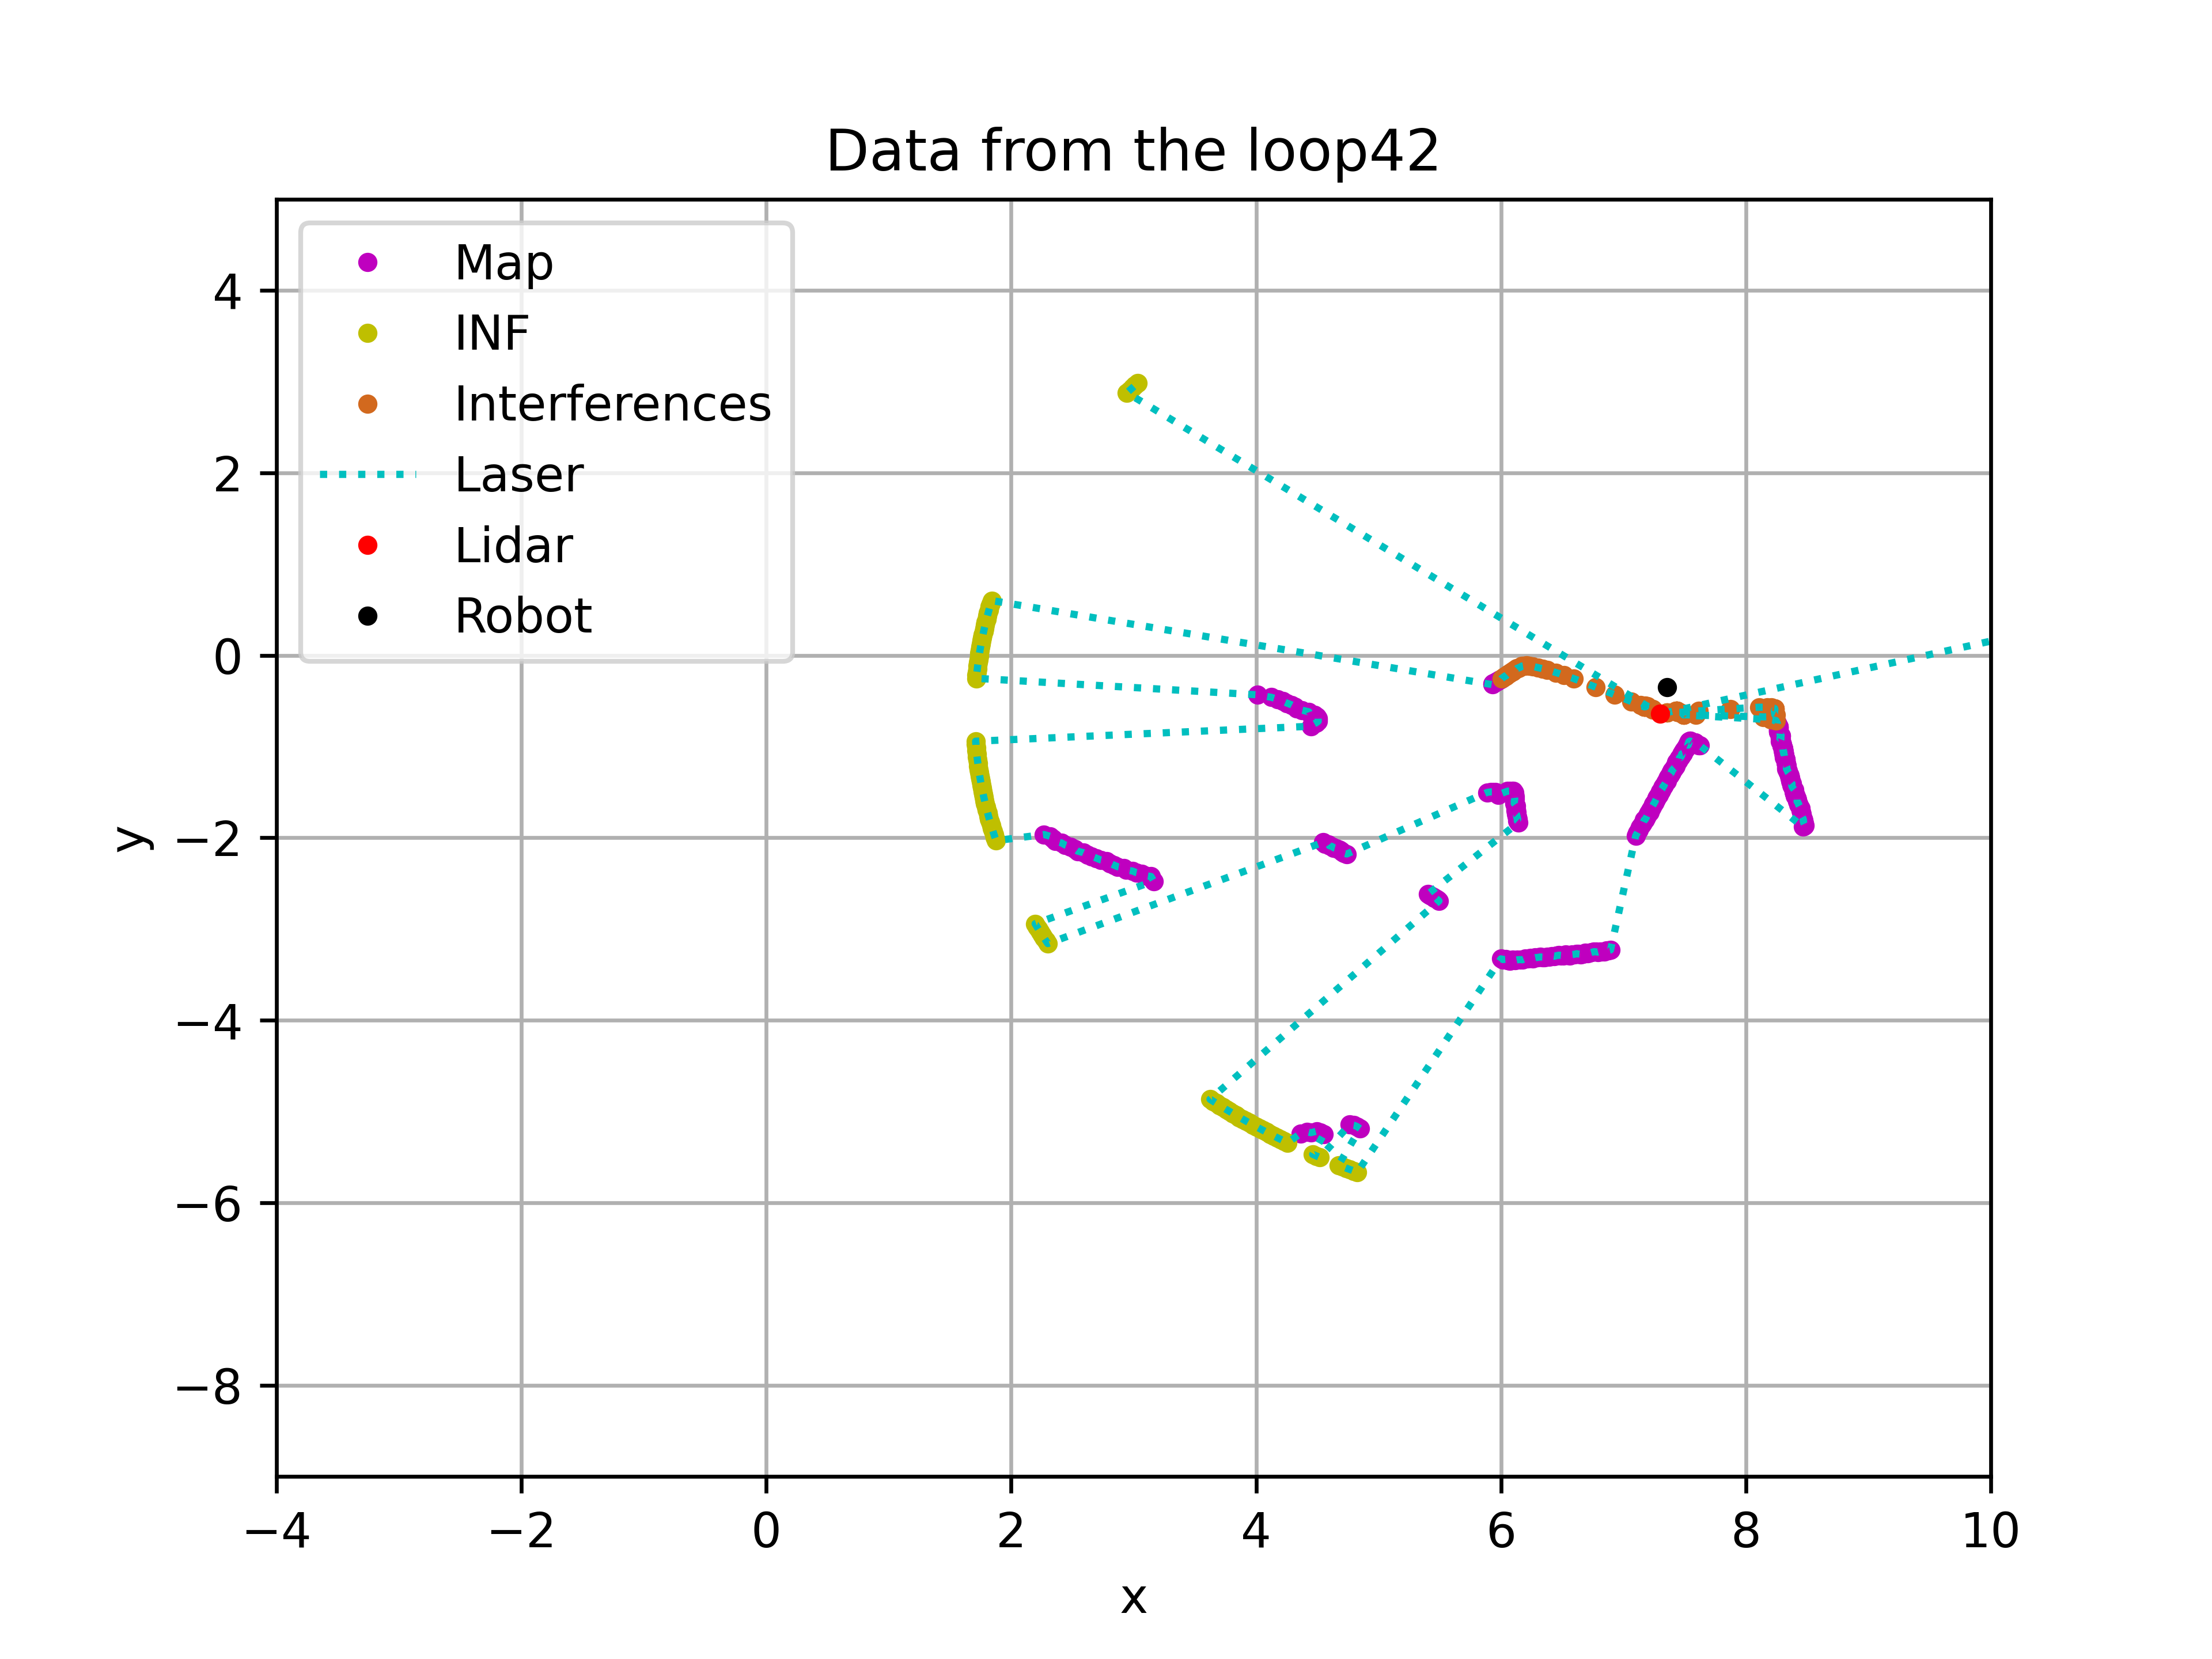 Data from the loop42
Map
INF
Interferences
Laser
Lidar
Robot
4
2
0
−2
−4
−6
−8
y
−4 −2 0 2 4 6 8 10
x